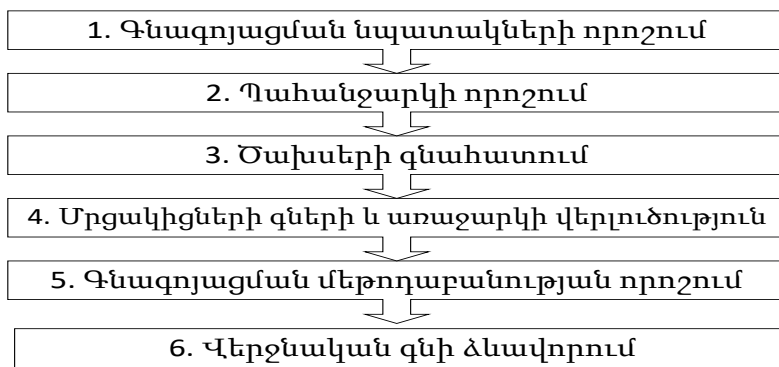 1. Գնագոյացման նպատակների որոշում
2. Պահանջարկի որոշում
3. Ծախսերի գնահատում
4. Մրցակիցների գների և առաջարկի վերլուծություն
5. Գնագոյացման մեթոդաբանության որոշում
6. Վերջնական գնի ձևավորում